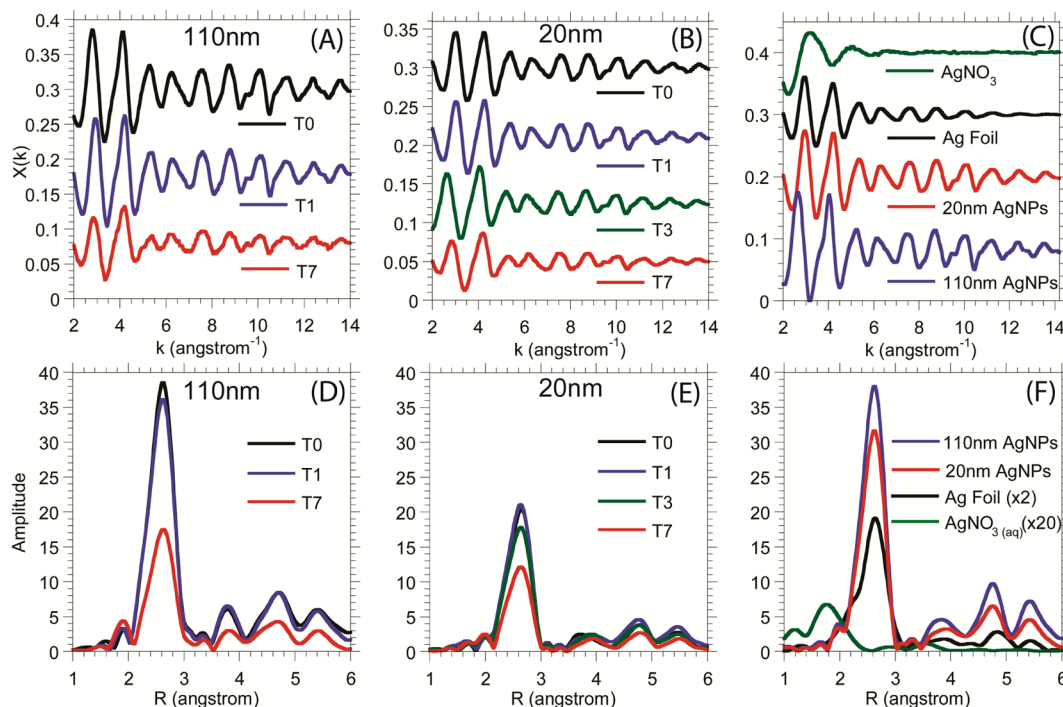 110nm (A)
0.4
0.35
0.3
0.25
0.2
0.15
0.1
0.05
0
X(k)
T0
T1
T7
2 4 6 8 10 12 14
k (angstrom-1)
20nm (B)
0.35
0.3
0.25
0.2
0.15
0.1
0.05
0
T0
T1
T3
T7
2 4 6 8 10 12 14
k (angstrom-1)
(C)
0.4
0.3
0.2
0.1
0
AgNO3
Ag Foil
20nm AgNPs
110nm AgNPs
2 4 6 8 10 12 14
k (angstrom-1)
110nm (D)
40
35
30
25
20
15
10
5
0
Amplitude
T0
T1
T7
1 2 3 4 5 6
R (angstrom)
20nm (E)
40
35
30
25
20
15
10
5
0
T0
T1
T3
T7
1 2 3 4 5 6
R (angstrom)
(F)
40
35
30
25
20
15
10
5
0
110nm AgNPs
20nm AgNPs
Ag Foil (x2)
AgNO3 (aq)(x20)
1 2 3 4 5 6
R (angstrom)